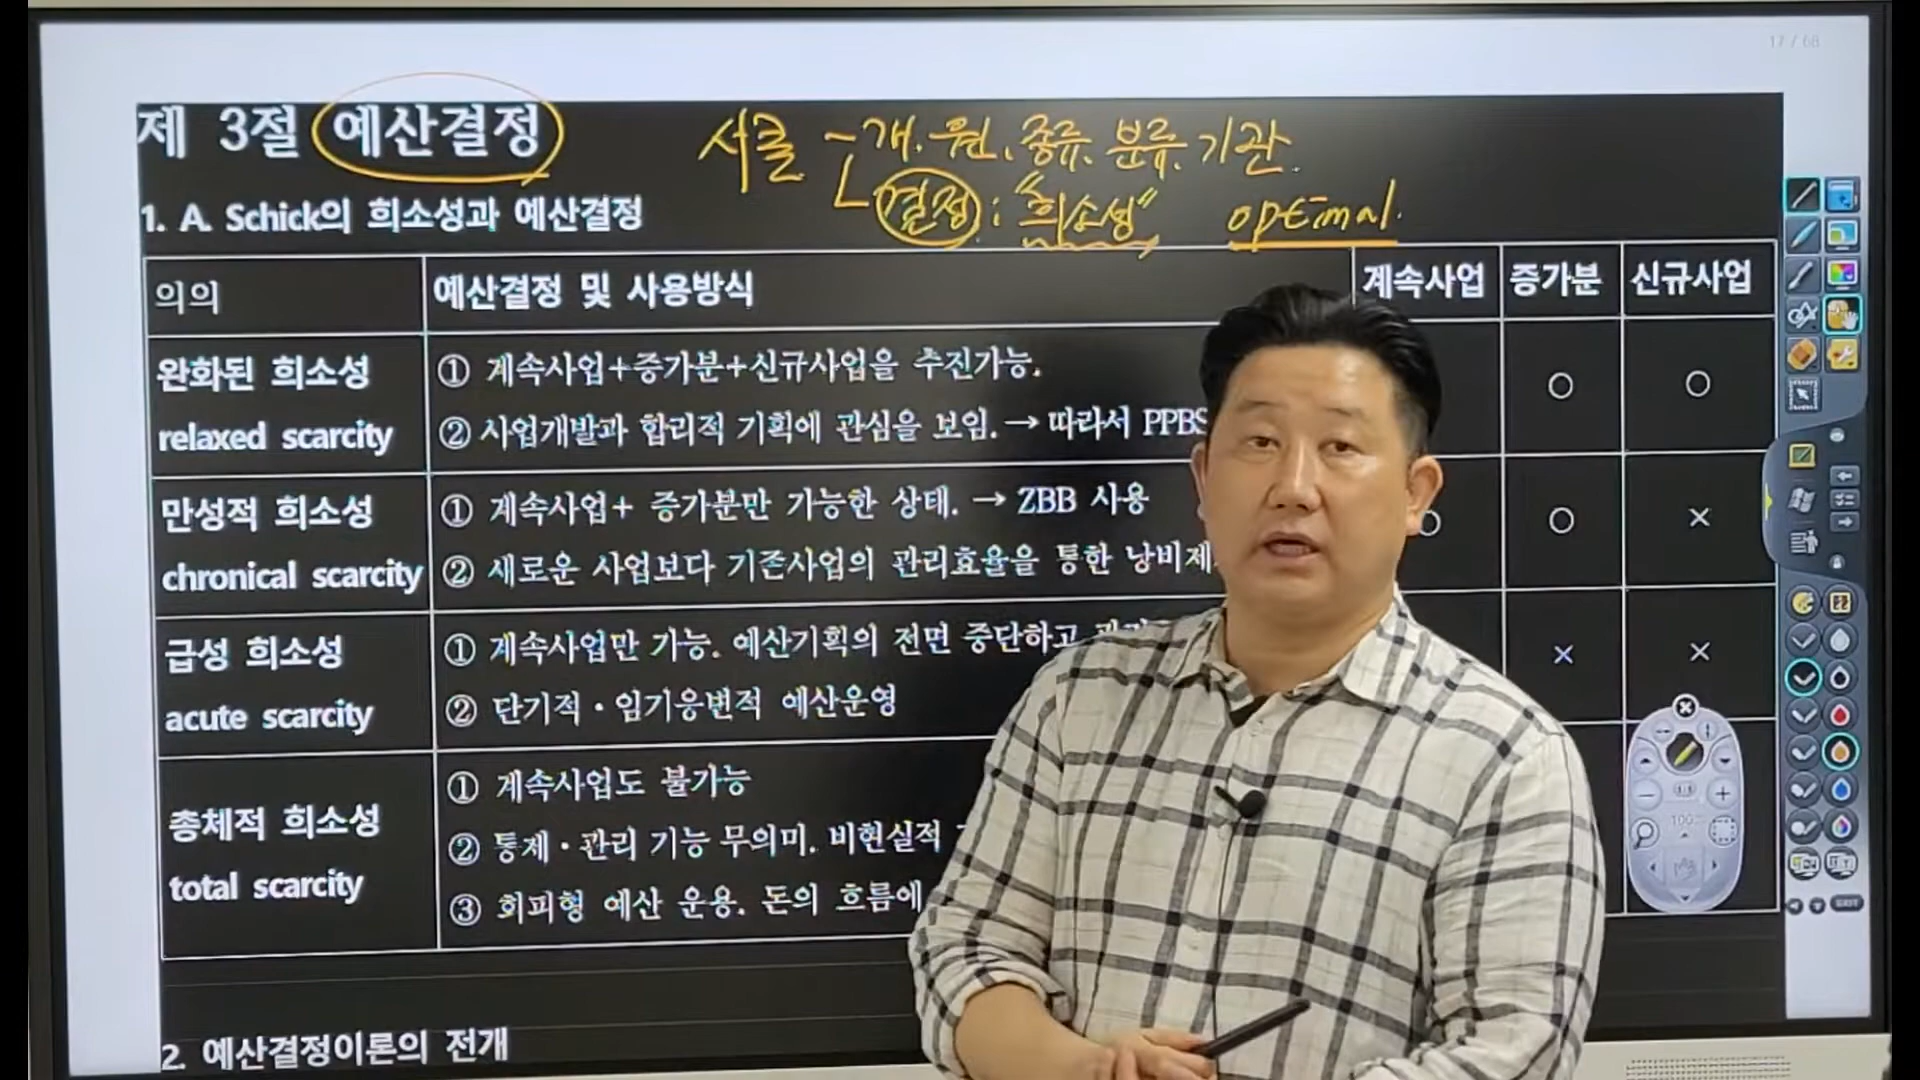 17 / 68
제 3절 예산결정
서클 개. 원. 종류. 분류. 기관.
결정 : "희소성" optimal.
1. A. Schick의 희소성과 예산결정
의의 예산결정 및 사용방식 계속사업 증가분 신규사업
완화된 희소성
relaxed scarcity
① 계속사업+증가분+신규사업을 추진가능.
② 사업개발과 합리적 기획에 관심을 보임. → 따라서 PPBS
○ ○
만성적 희소성
chronical scarcity
① 계속사업+ 증가분만 가능한 상태. → ZBB 사용
② 새로운 사업보다 기존사업의 관리효율을 통한 낭비제
○ ○ ×
급성 희소성
acute scarcity
① 계속사업만 가능. 예산기획의 전면 중단하고
② 단기적·임기응변적 예산운영
× ×
총체적 희소성
total scarcity
① 계속사업도 불가능
② 통제·관리 기능 무의미. 비현실적
③ 회피형 예산 운용. 돈의 흐름에
2. 예산결정이론의 전개
100
EXIT